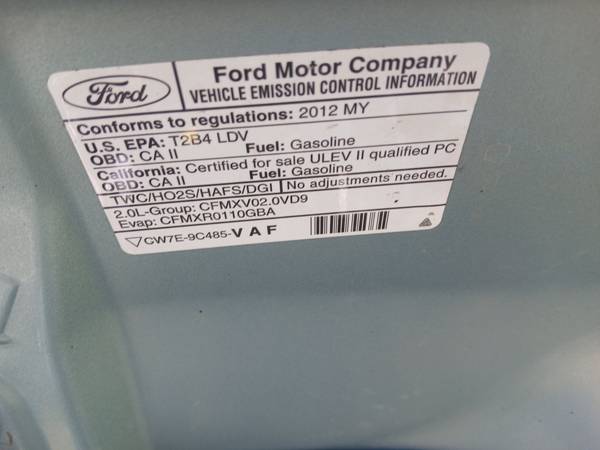 Ford
Ford Motor Company
VEHICLE EMISSION CONTROL INFORMATION
Conforms to regulations: 2012 MY
U.S. EPA: T2B4 LDV Fuel: Gasoline
OBD: CA II
California: Certified for sale ULEV II qualified PC
OBD: CA II Fuel: Gasoline
TWC/HO2S/HAFS/DGI No adjustments needed.
2.0L-Group: CFMXV02.0VD9
Evap: CFMXR0110GBA
CW7E-9C485-VAF